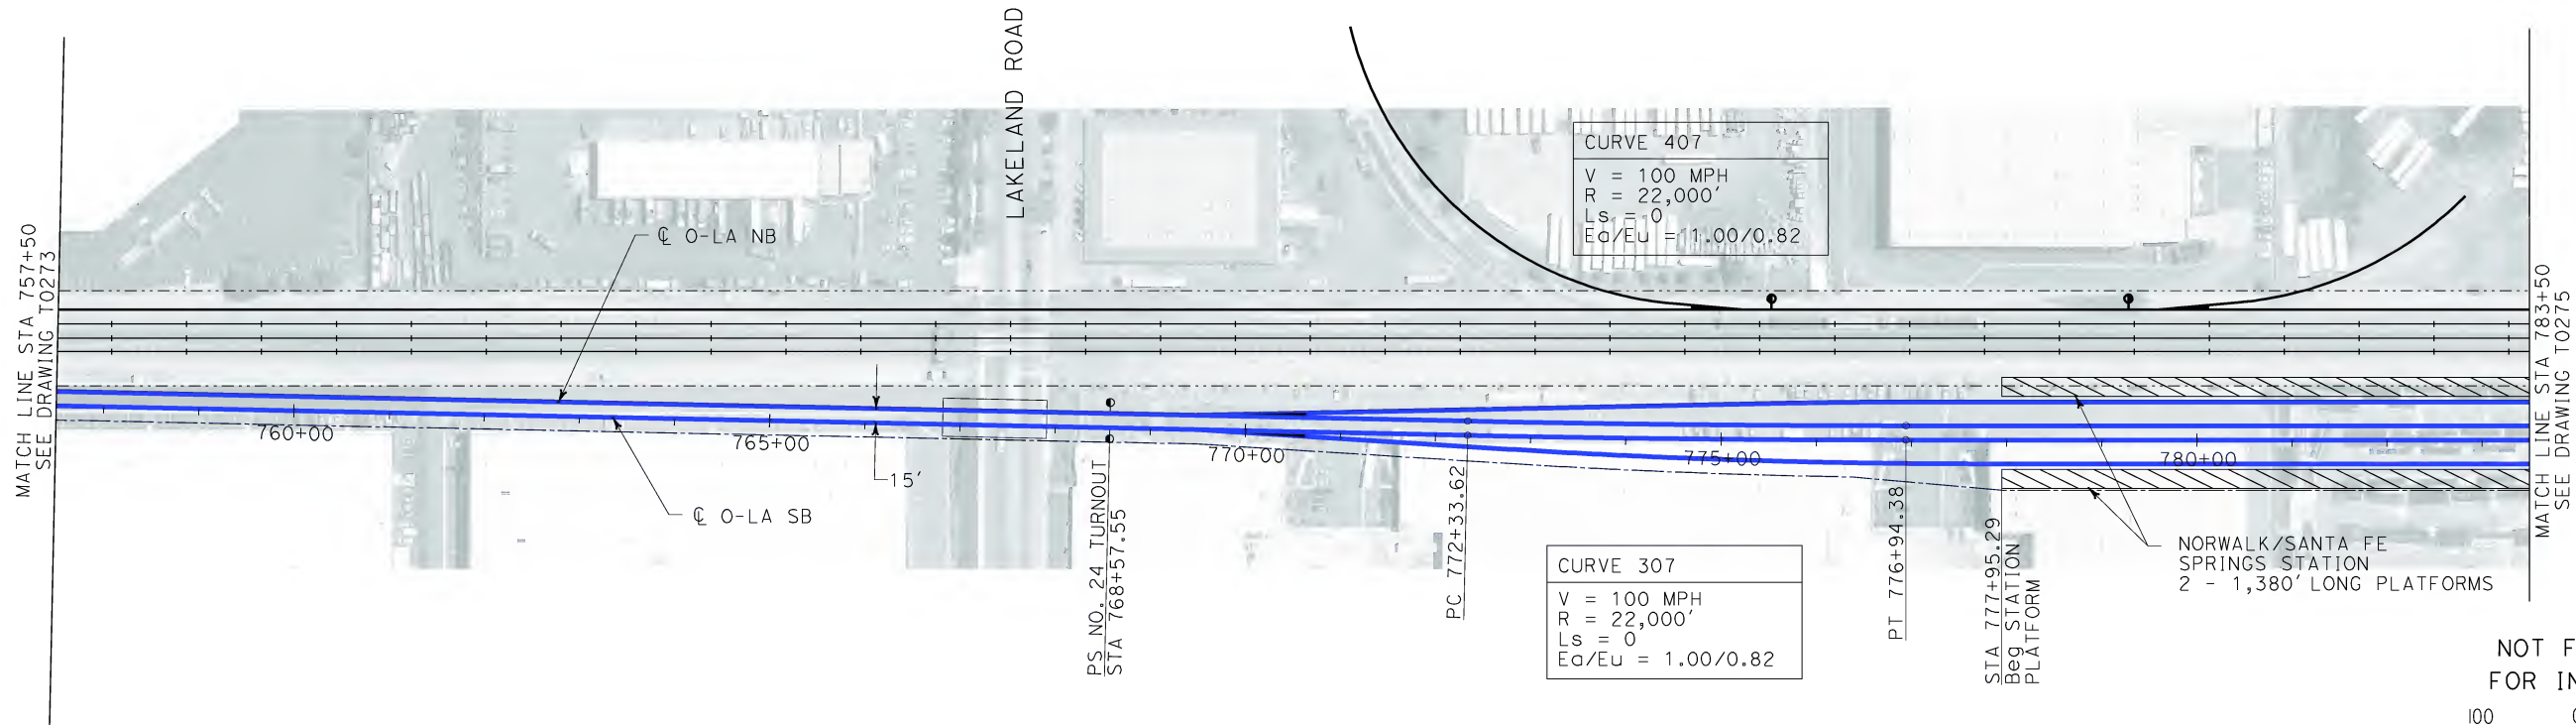 MATCH LINE STA 757+50
SEE DRAWING T0273
LAKELAND ROAD
℄ O-LA NB
℄ O-LA SB
760+00
765+00
15'
770+00
775+00
780+00
PS NO. 24 TURNOUT
STA 768+57.55
PC 772+33.62
PT 776+94.38
STA 777+95.29
Beg STATION
PLATFORM
CURVE 407
V = 100 MPH
R = 22,000'
Ls = 0
Ea/Eu = 1.00/0.82
CURVE 307
V = 100 MPH
R = 22,000'
Ls = 0
Ea/Eu = 1.00/0.82
NORWALK/SANTA FE
SPRINGS STATION
2 - 1,380' LONG PLATFORMS
MATCH LINE STA 783+50
SEE DRAWING T0275
NOT F
FOR IN
100